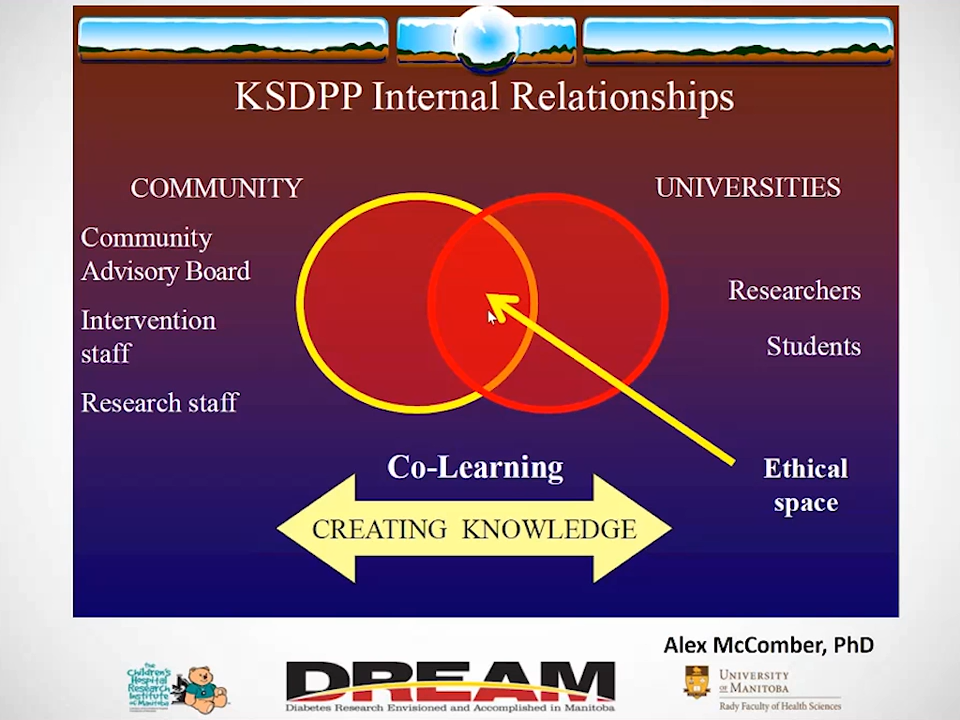 KSDPP Internal Relationships
COMMUNITY
Community
Advisory Board
Intervention
staff
Research staff
UNIVERSITIES
Researchers
Students
Ethical
space
Co-Learning
CREATING KNOWLEDGE
Alex McComber, PhD
the
Children's
Hospital
Research
Institute
of Manitoba
DREAM
Diabetes Research Envisioned and Accomplished in Manitoba
UNIVERSITY
OF MANITOBA
Rady Faculty of Health Sciences